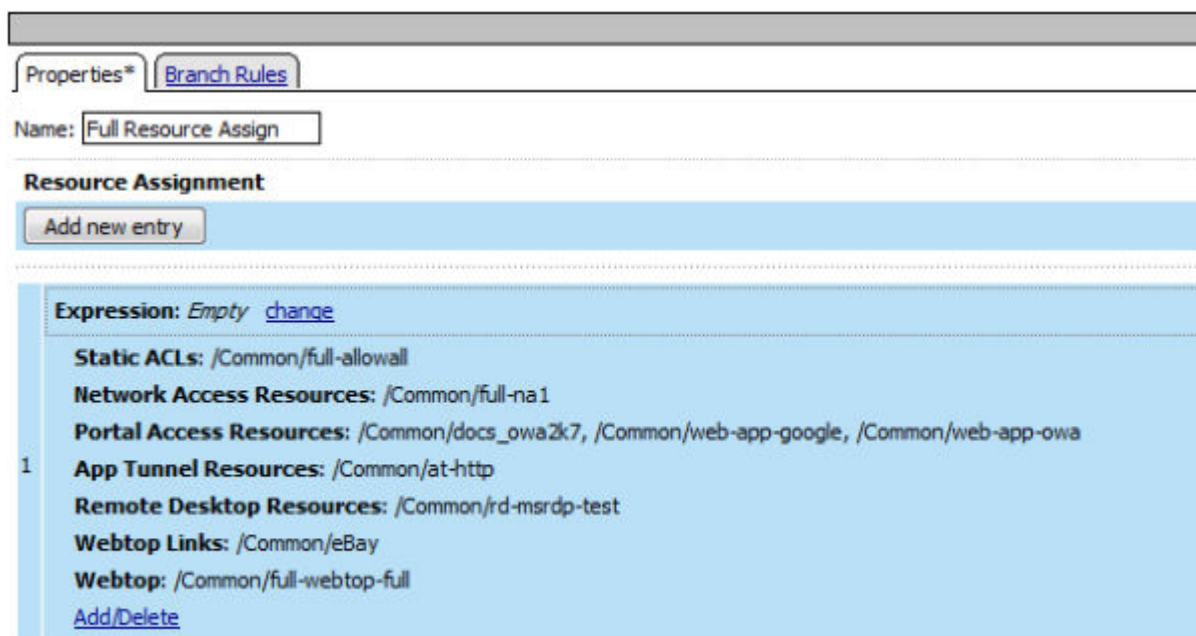 Properties* Branch Rules
Name: Full Resource Assign
Resource Assignment
Add new entry
Expression: Empty change
Static ACLs: /Common/full-allowall
Network Access Resources: /Common/full-na1
Portal Access Resources: /Common/docs_owa2k7, /Common/web-app-google, /Common/web-app-owa
1 App Tunnel Resources: /Common/at-http
Remote Desktop Resources: /Common/rd-msrdp-test
Webtop Links: /Common/eBay
Webtop: /Common/full-webtop-full
Add/Delete